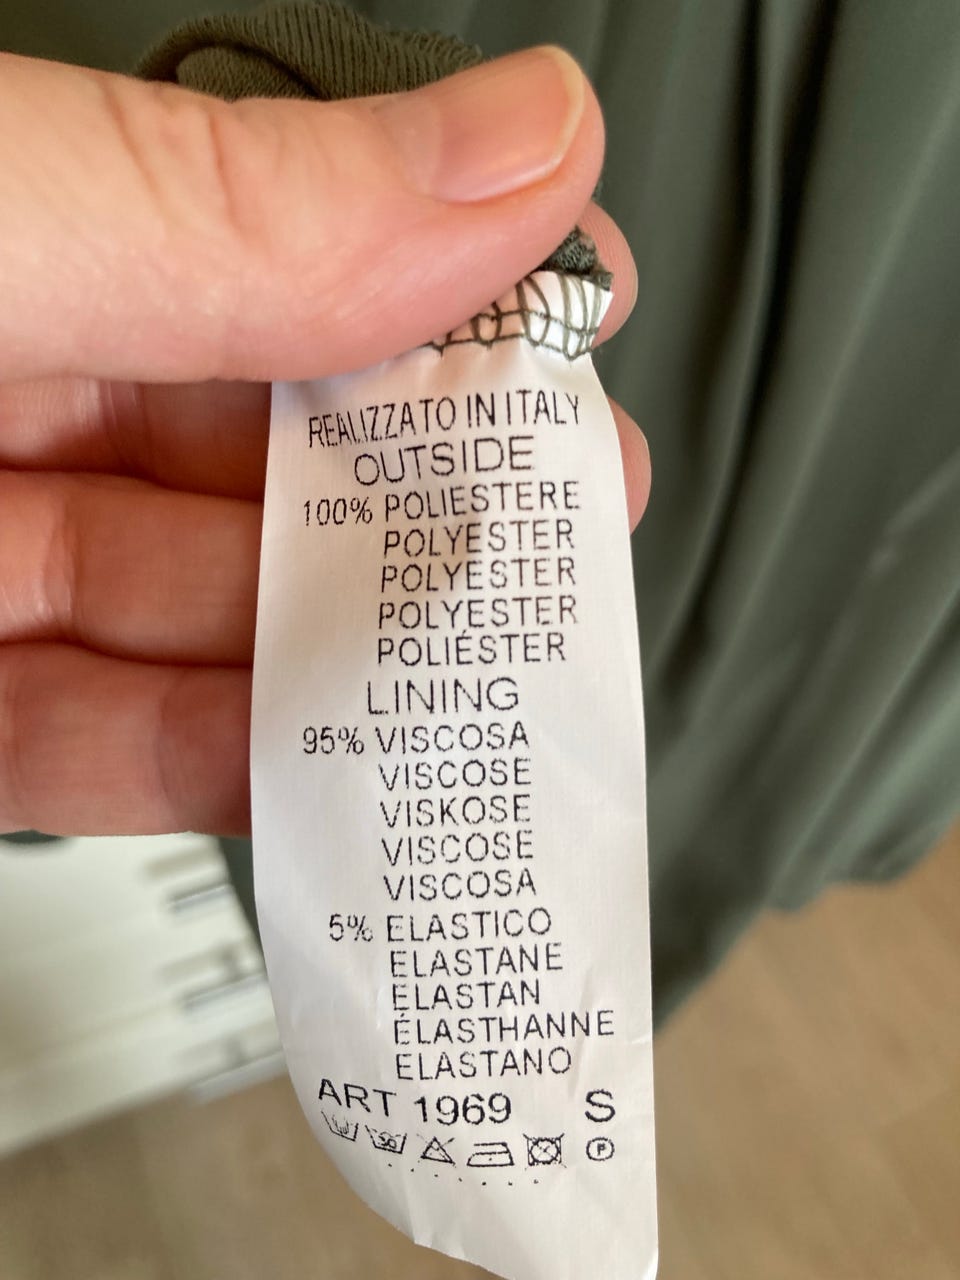 REALIZZATO IN ITALY
OUTSIDE
100% POLIESTERE
POLYESTER
POLYESTER
POLYESTER
POLIÉSTER
LINING
95% VISCOSA
VISCOSE
VISKOSE
VISCOSE
VISCOSA
5% ELASTICO
ELASTANE
ELASTAN
ÉLASTHANNE
ELASTANO
ART 1969 S
30 P